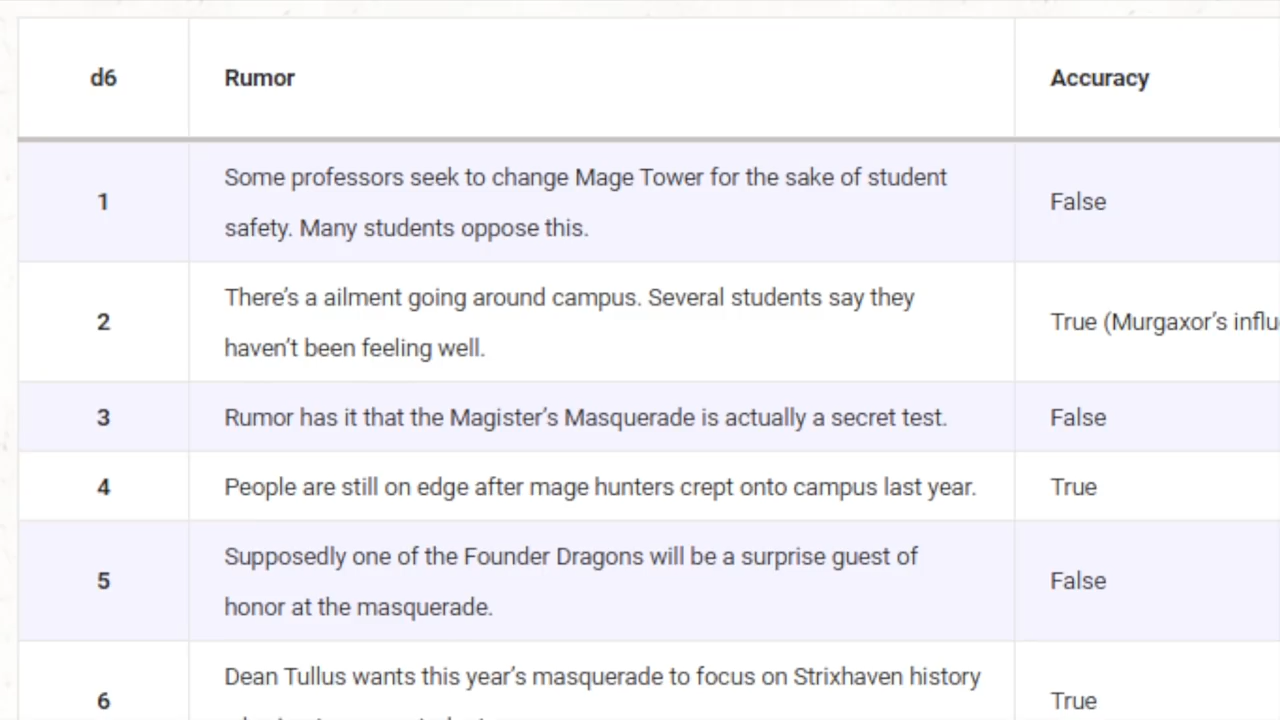 d6 Rumor Accuracy
1 Some professors seek to change Mage Tower for the sake of student
safety. Many students oppose this. False
2 There’s a ailment going around campus. Several students say they
haven’t been feeling well. True (Murgaxor’s
3 Rumor has it that the Magister’s Masquerade is actually a secret test. False
4 People are still on edge after mage hunters crept onto campus last year. True
5 Supposedly one of the Founder Dragons will be a surprise guest of
honor at the masquerade. False
6 Dean Tullus wants this year’s masquerade to focus on Strixhaven history
True